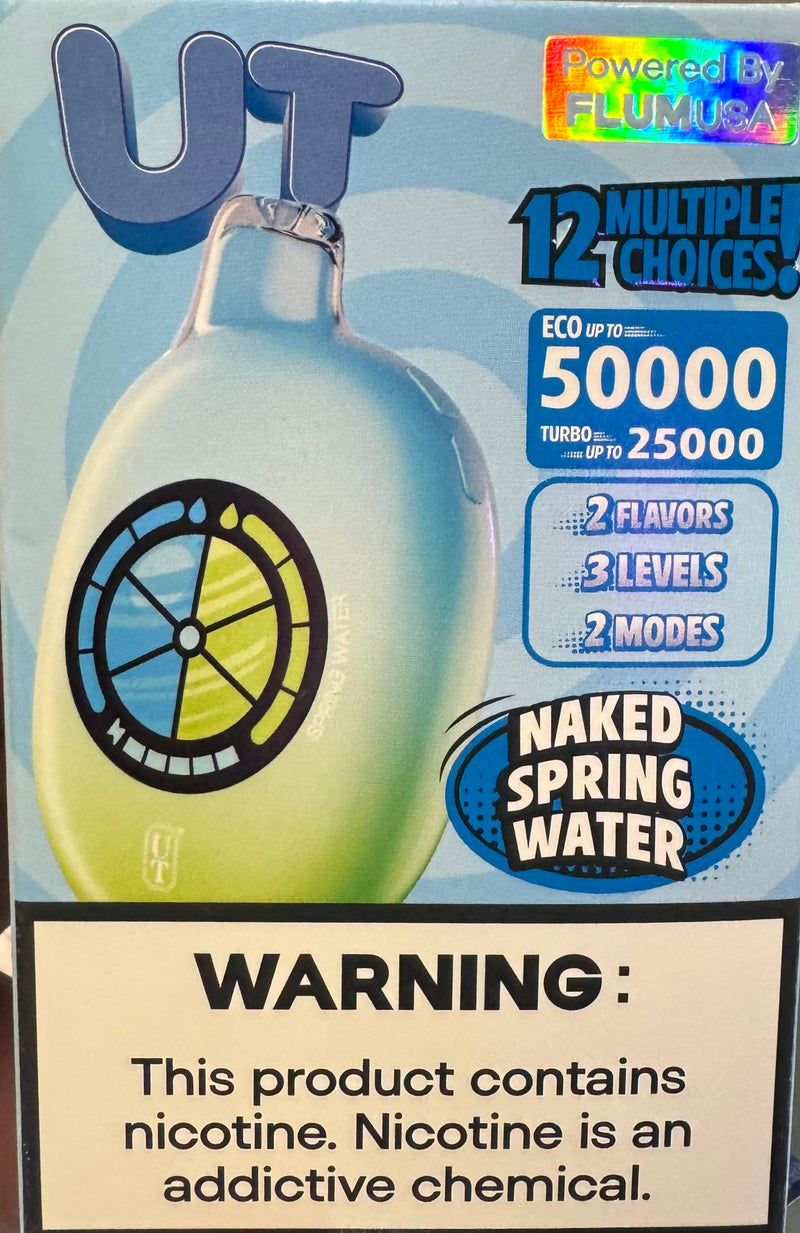 UT
Powered By
FLUMUSA
12 MULTIPLE
CHOICES!
ECO UP TO
50000
TURBO
UP TO 25000
2 FLAVORS
3 LEVELS
2 MODES
SPRING WATER
NAKED
SPRING
WATER
UT
WARNING:
This product contains
nicotine. Nicotine is an
addictive chemical.